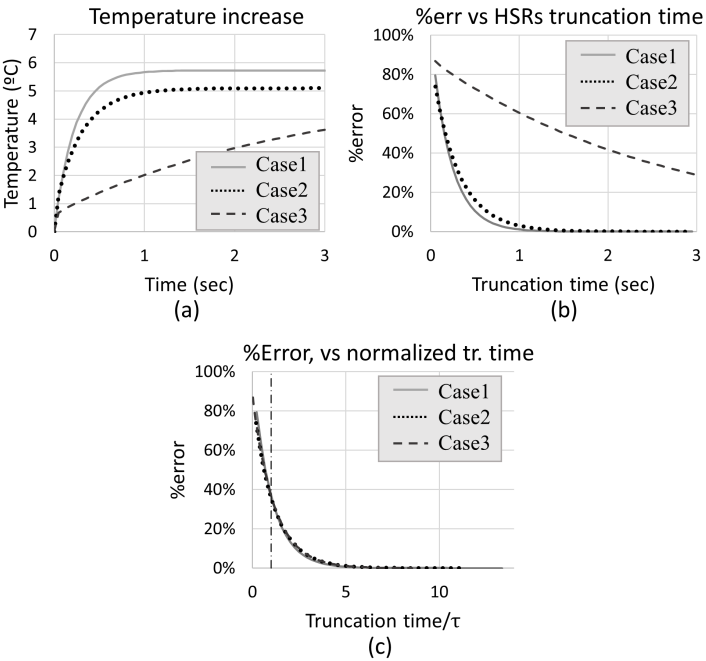 Temperature increase
7
6
5
4
3
2
1
0
Temperature (ºC)
Case1
Case2
Case3
0 1 2 3
Time (sec)
(a)
%err vs HSRs truncation time
100%
80%
60%
40%
20%
0%
%error
Case1
Case2
Case3
0 1 2 3
Truncation time (sec)
(b)
%Error, vs normalized tr. time
100%
80%
60%
40%
20%
0%
%error
Case1
Case2
Case3
0 5 10
Truncation time/τ
(c)